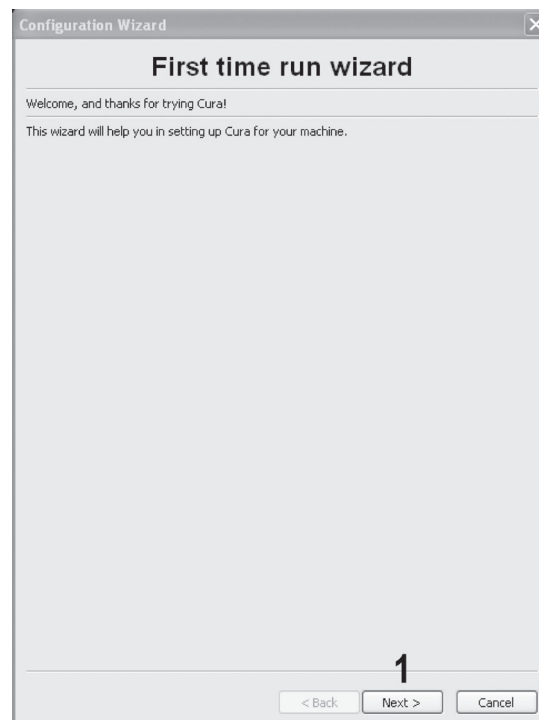 Configuration Wizard
First time run wizard
Welcome, and thanks for trying Cura!
This wizard will help you in setting up Cura for your machine.
1
< Back Next > Cancel